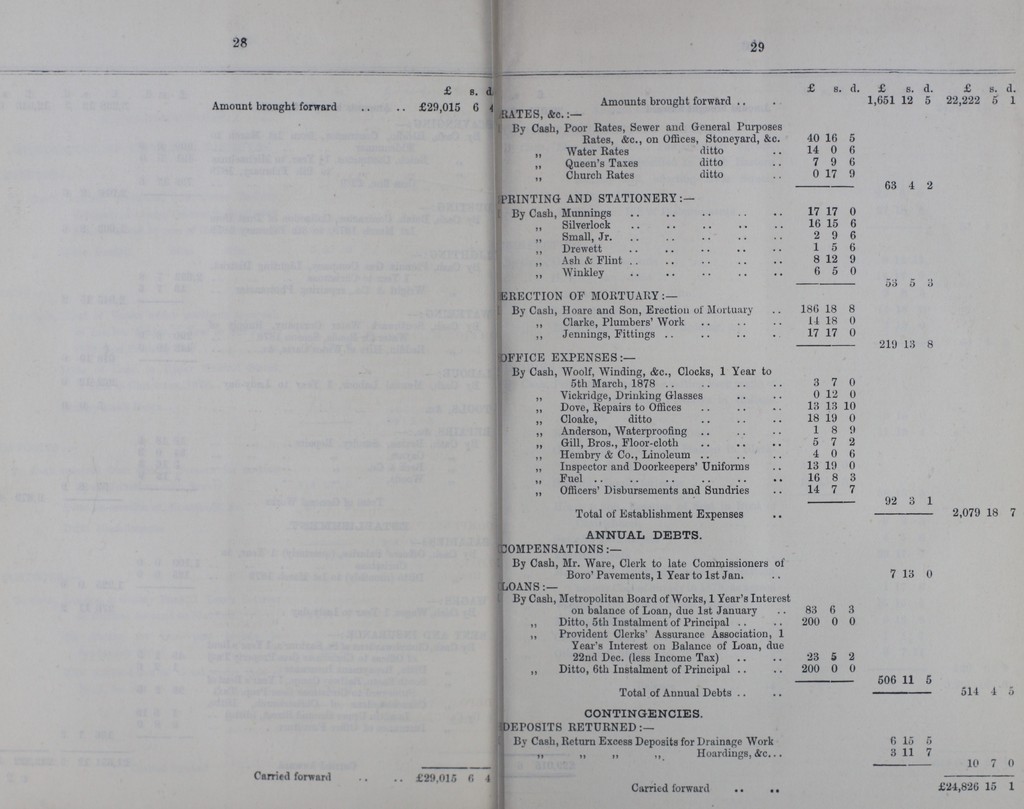 28
£ s. d
Amount brought forward .. .. £29,015 6 4
Carried forward .. .. £29,015 6 4
29
£ s. d. £ s. d. £ s. d.
Amounts brought forward .. . 1,651 12 5 22,222 5 1
RATES, &c.:—
By Cash, Poor Rates, Sewer and General Purposes
Rates, &c., on Offices, Stoneyard, &c. 40 16 5
„ Water Rates ditto .. 14 0 6
„ Queen's Taxes ditto .. 7 9 6
„ Church Rates ditto .. 0 17 9
63 4 2
PRINTING AND STATIONERY:—
By Cash, Munnings .. .. .. .. .. 17 17 0
„ Silverlock .. .. .. .. .. 16 15 6
„ Small, Jr. .. .. .. .. .. 2 9 6
„ Drewett .. .. .. .. .. 1 5 6
„ Ash & Flint .. .. .. .. .. 8 12 9
„ Winkley .. .. .. .. .. 6 5 0
53 5 3
ERECTION OF MORTUARY:—
By Cash, Hoare and Son, Erection of Mortuary .. 186 18 8
„ Clarke, Plumbers' Work .. .. .. 14 18 0
„ Jennings, Fittings .. .. .. .. 17 17 0
219 13 8
OFFICE EXPENSES:—
By Cash, Woolf, Winding, &c., Clocks, 1 Year to
5th March, 1878 .. .. .. .. 3 7 0
„ Vickridge, Drinking Glasses .. .. 0 12 0
„ Dove, Repairs to Offices .. .. .. 13 13 10
„ Cloake, ditto .. .. .. 18 19 0
„ Anderson, Waterproofing .. .. .. 1 8 9
„ Gill, Bros., Floor-cloth .. .. .. 5 7 2
„ Hembry & Co., Linoleum .. .. .. 4 0 6
„ Inspector and Doorkeepers' Uniforms .. 13 19 0
„ Fuel .. .. .. .. .. .. 16 8 3
„ Officers' Disbursements and Sundries .. 14 7 7
92 3 1
Total of Establishment Expenses .. 2,079 18 7
ANNUAL DEBTS.
COMPENSATIONS:—
By Cash, Mr. Ware, Clerk to late Commissioners of
Boro' Pavements, 1 Year to 1st Jan. .. 7 13 0
LOANS:—
By Cash, Metropolitan Board of Works, 1 Year's Interest
on balance of Loan, due 1st January .. 83 6 3
„ Ditto, 5th Instalment of Principal .. .. 200 0 0
„ Provident Clerks' Assurance Association, 1
Year's Interest on Balance of Loan, due
22nd Dec. (less Income Tax) .. .. 23 5 2
„ Ditto, 6th Instalment of Principal .. .. 200 0 0
506 11 5
Total of Annual Debts .. .. 514 4 5
CONTINGENCIES.
DEPOSITS RETURNED:—
By Cash, Return Excess Deposits for Drainage Work 6 15 5
„ „ „ „ Hoardings, &c. .. 3 11 7
10 7 0
Carried forward .. .. £24,826 15 1